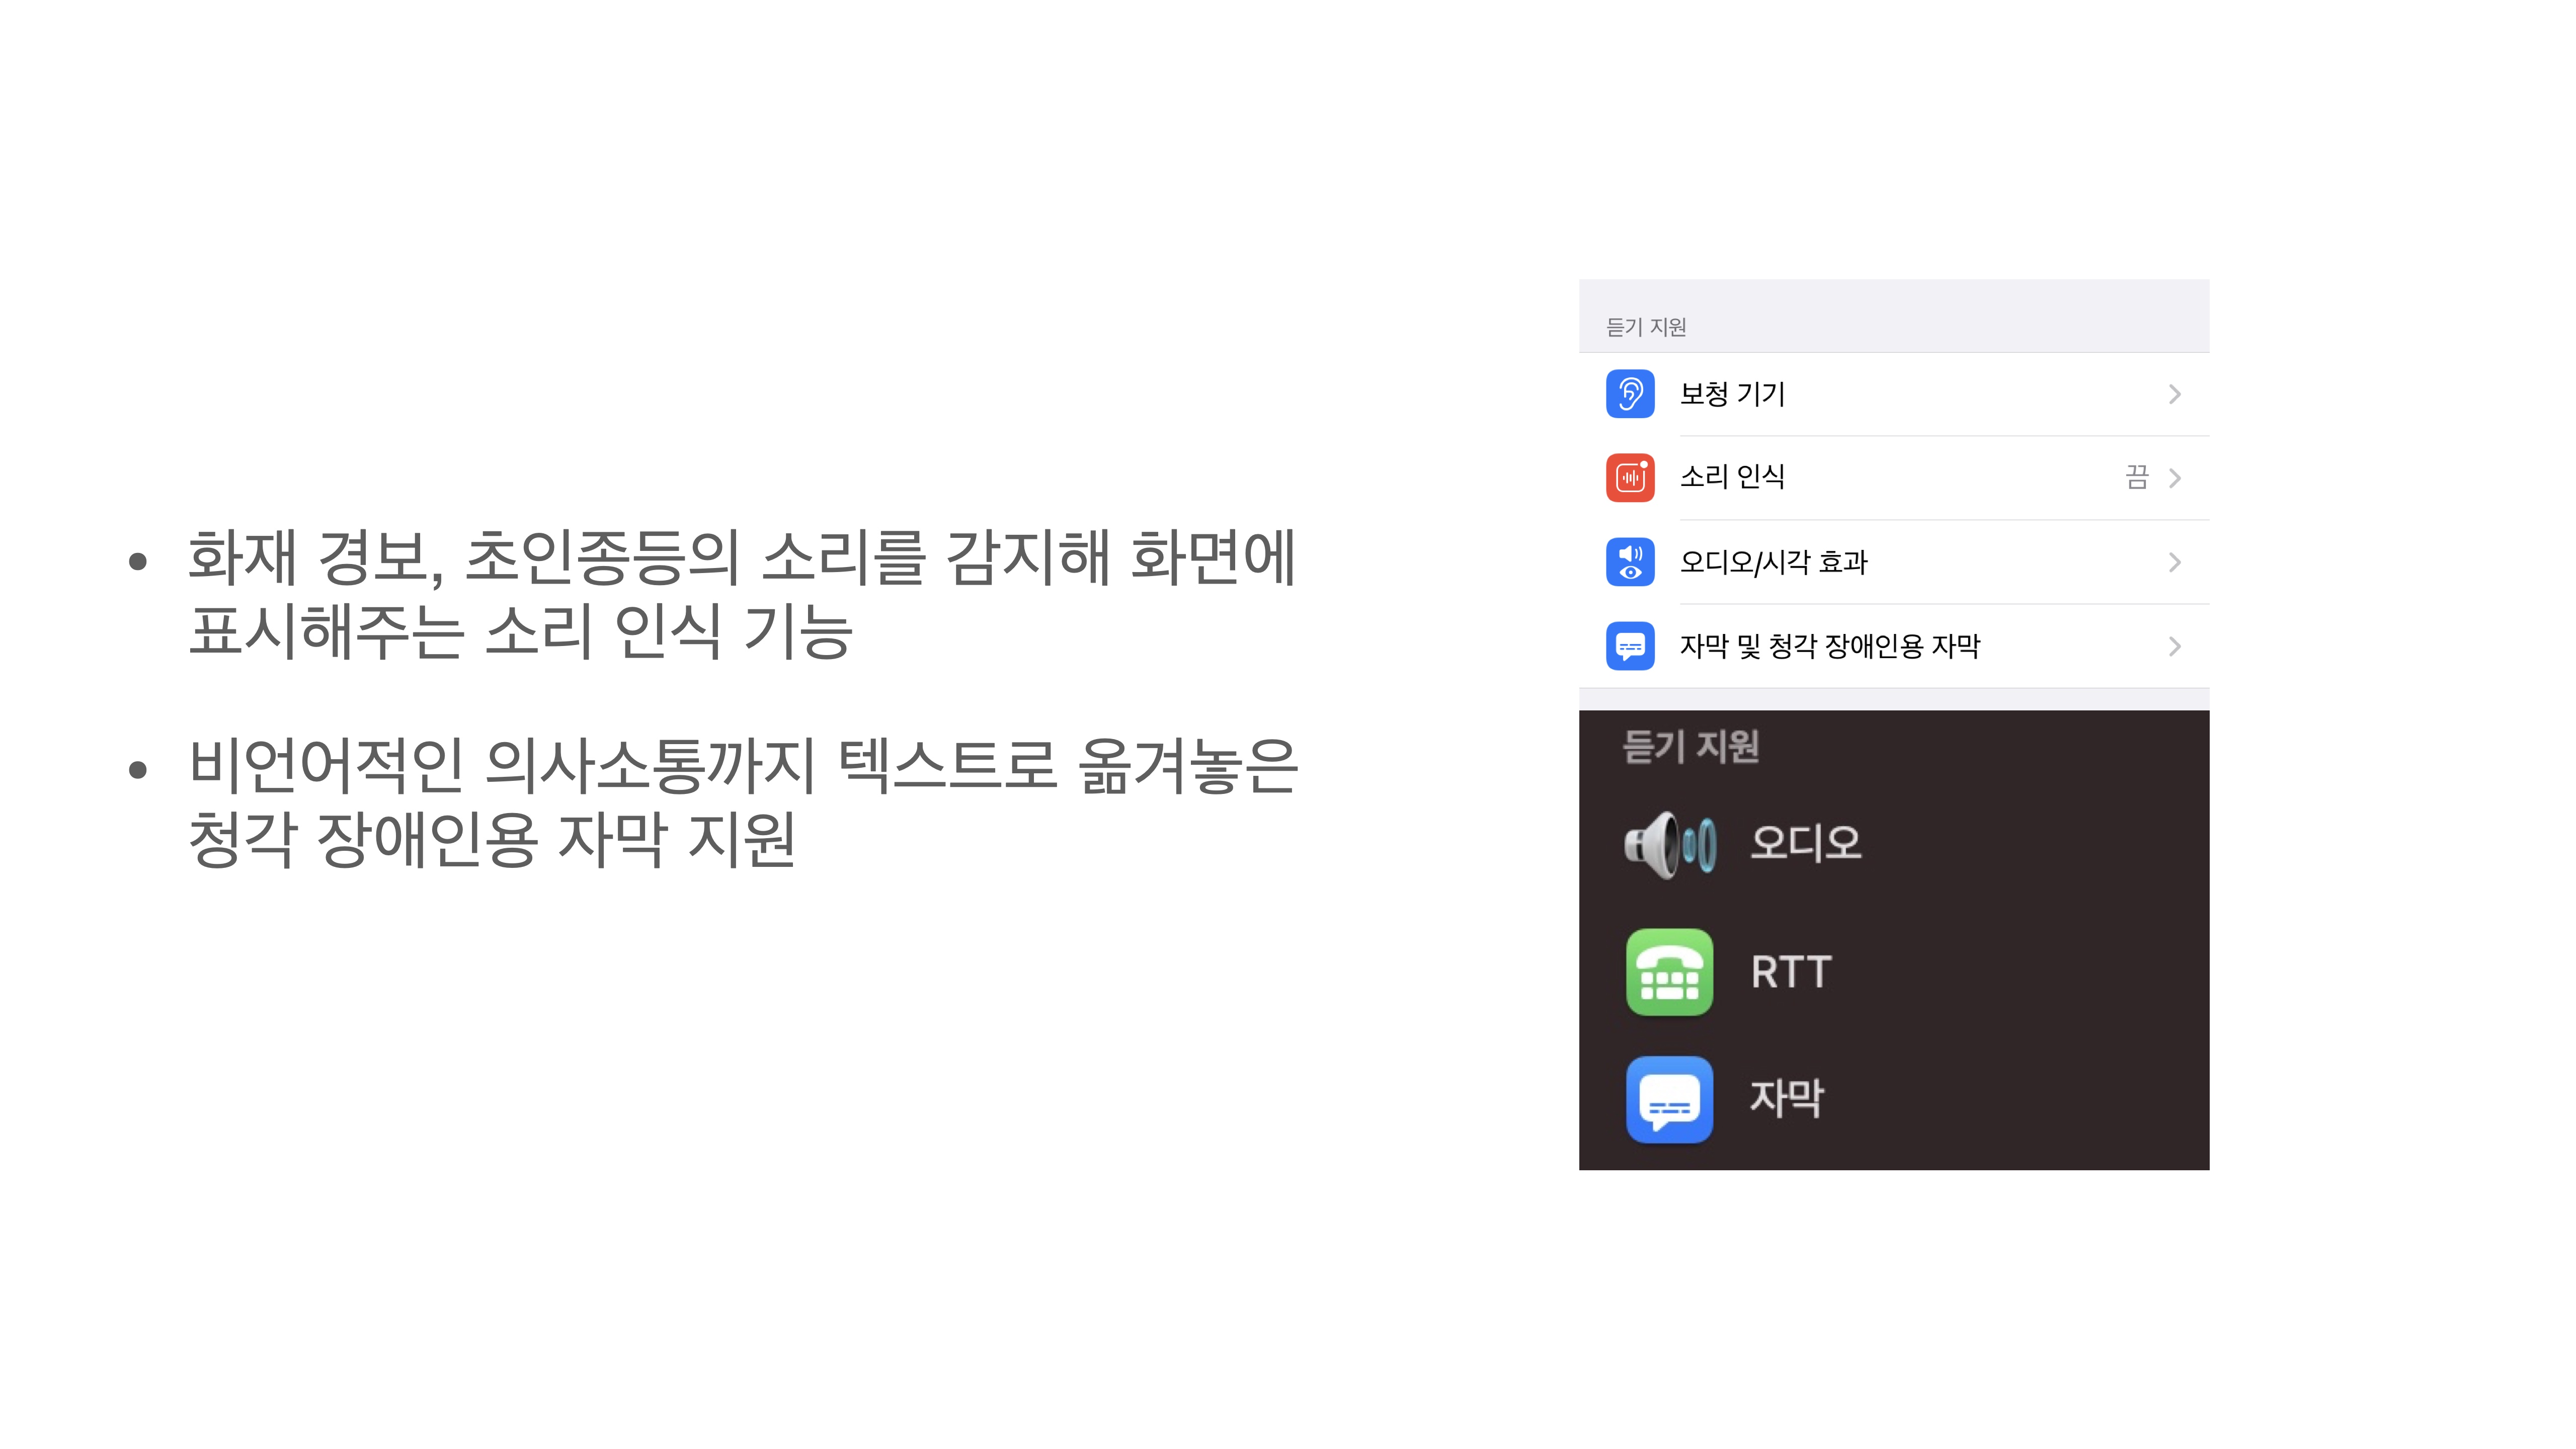 • 화재 경보, 초인종등의 소리를 감지해 화면에
표시해주는 소리 인식 기능
• 비언어적인 의사소통까지 텍스트로 옮겨놓은
청각 장애인용 자막 지원
듣기 지원
보청 기기
소리 인식 끔
오디오/시각 효과
자막 및 청각 장애인용 자막
듣기 지원
오디오
RTT
자막